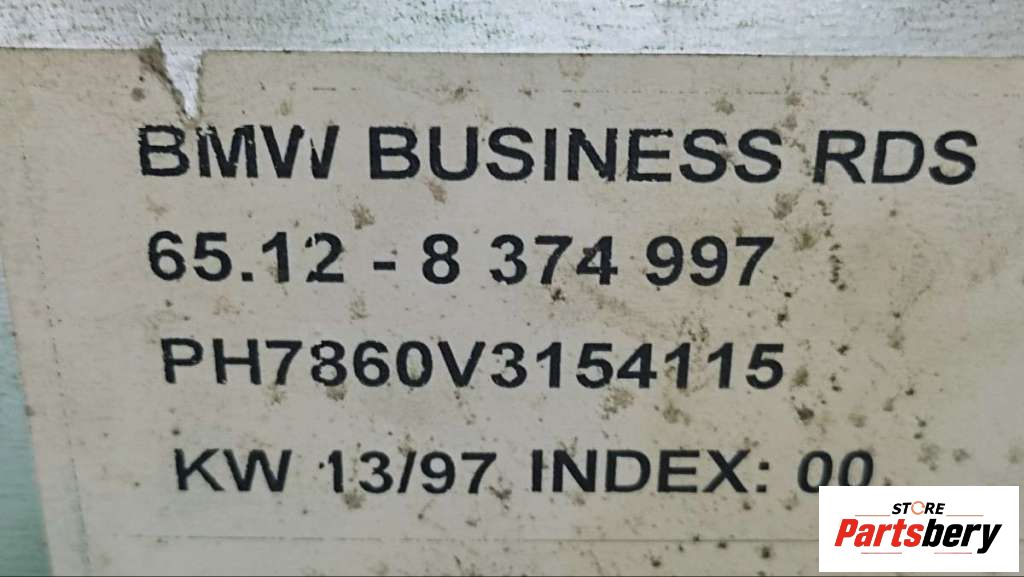 BMW BUSINESS RDS
65.12 - 8 374 997
PH7860V3154115
KW 13/97 INDEX: 00
STORE
Partsbery